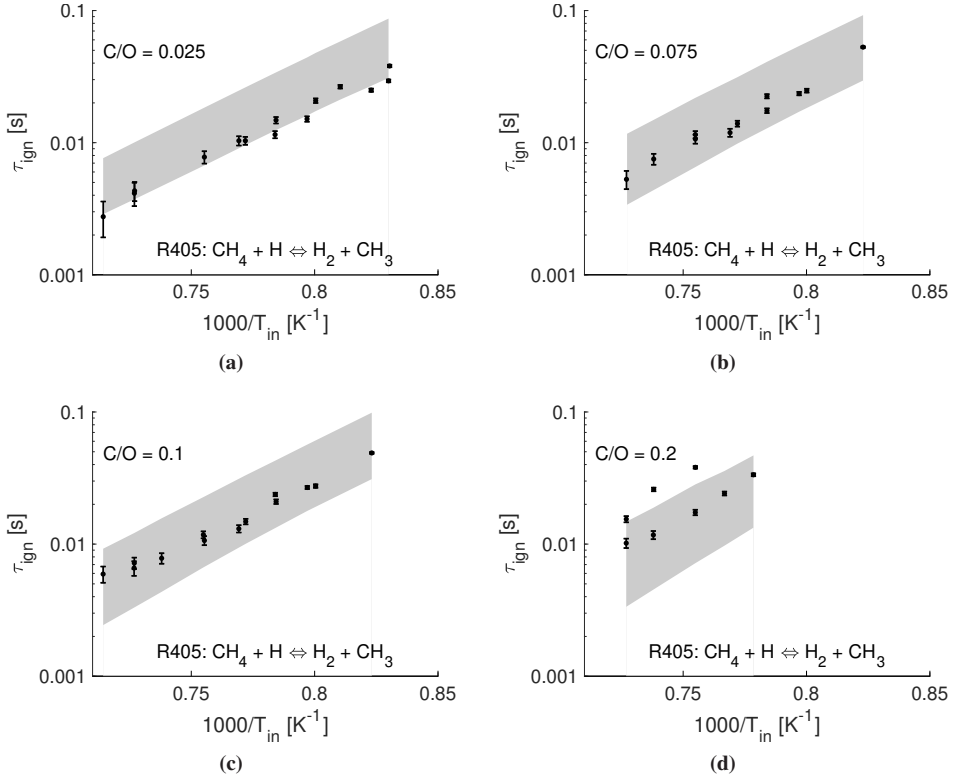 0.1
C/O = 0.025
0.01
0.001
τign [s]
R405: CH4 + H ⇔ H2 + CH3
0.75 0.8 0.85
1000/Tin [K-1]
(a)
0.1
C/O = 0.075
0.01
0.001
τign [s]
R405: CH4 + H ⇔ H2 + CH3
0.75 0.8 0.85
1000/Tin [K-1]
(b)
0.1
C/O = 0.1
0.01
0.001
τign [s]
R405: CH4 + H ⇔ H2 + CH3
0.75 0.8 0.85
1000/Tin [K-1]
(c)
0.1
C/O = 0.2
0.01
0.001
τign [s]
R405: CH4 + H ⇔ H2 + CH3
0.75 0.8 0.85
1000/Tin [K-1]
(d)